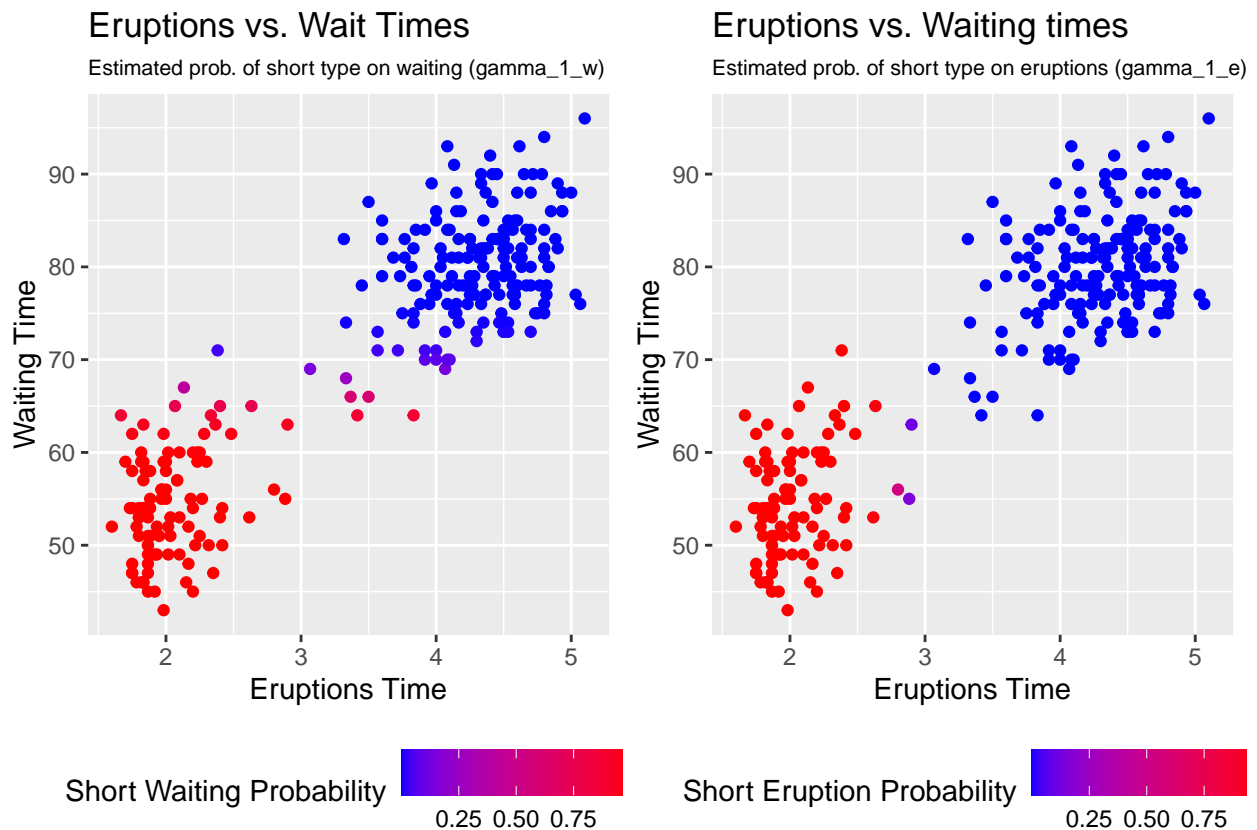 Eruptions vs. Wait Times
Estimated prob. of short type on waiting (gamma_1_w)
90
80
70
60
50
Waiting Time
2 3 4 5
Eruptions Time
Short Waiting Probability
0.25 0.50 0.75
Eruptions vs. Waiting times
Estimated prob. of short type on eruptions (gamma_1_e)
90
80
70
60
50
Waiting Time
2 3 4 5
Eruptions Time
Short Eruption Probability
0.25 0.50 0.75